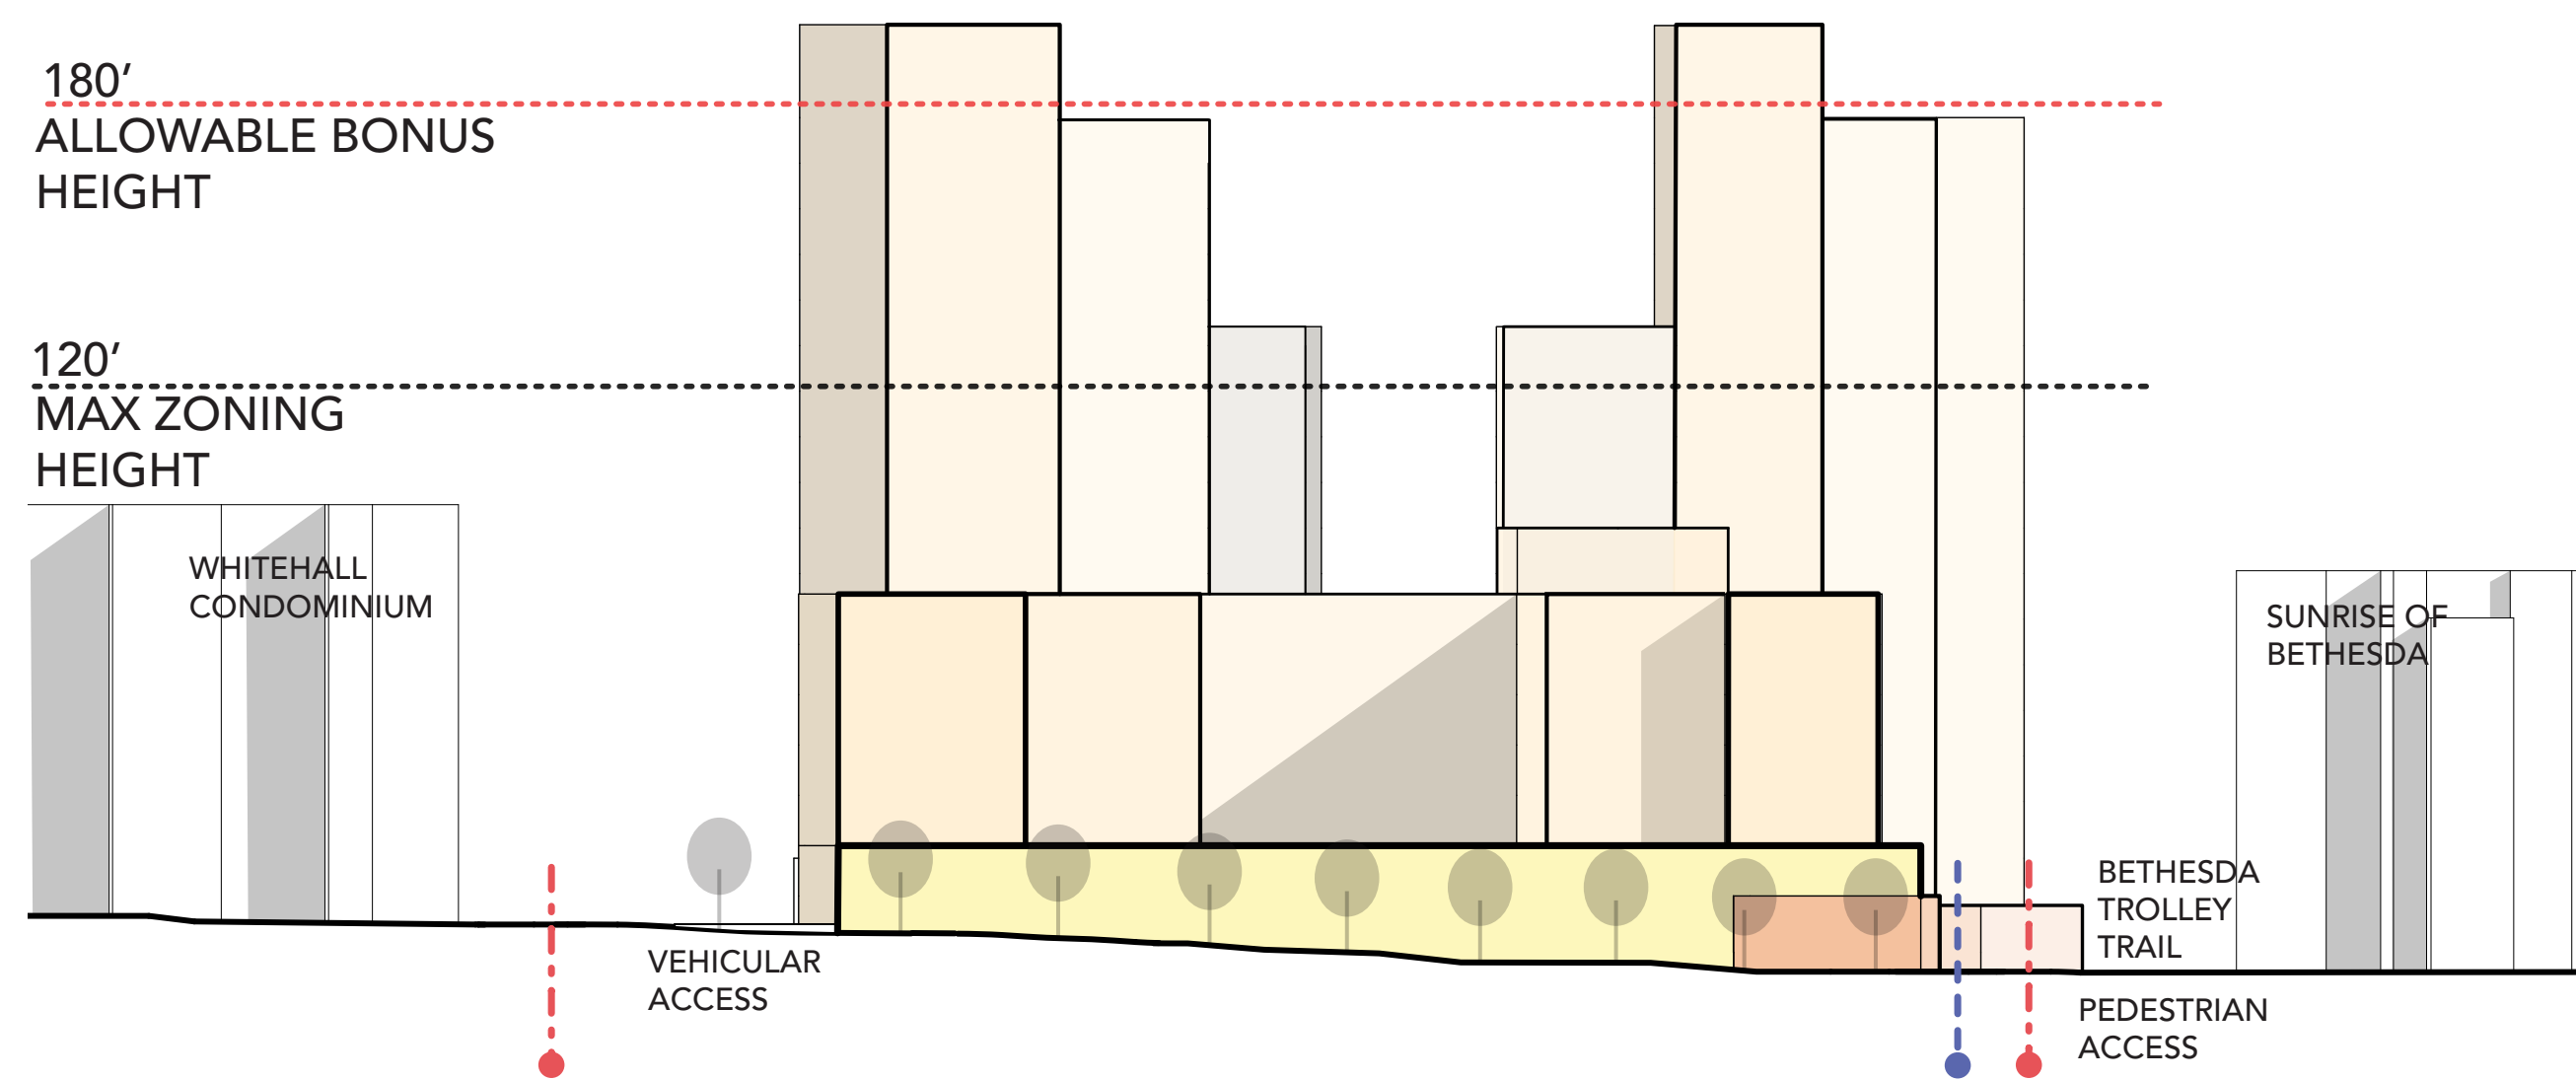 180’
ALLOWABLE BONUS
HEIGHT
120’
MAX ZONING
HEIGHT
WHITEHALL
CONDOMINIUM
SUNRISE OF
BETHESDA
VEHICULAR
ACCESS
BETHESDA
TROLLEY
TRAIL
PEDESTRIAN
ACCESS